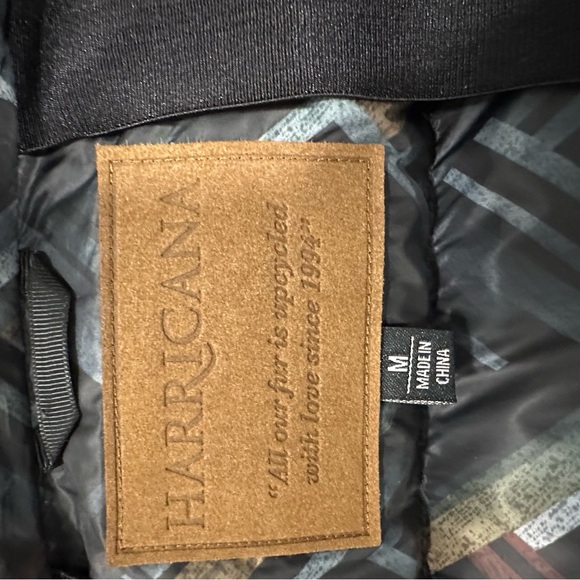 HARRICANA
“All our fur is upcycled
with love since 1994”
M
MADE IN
CHINA